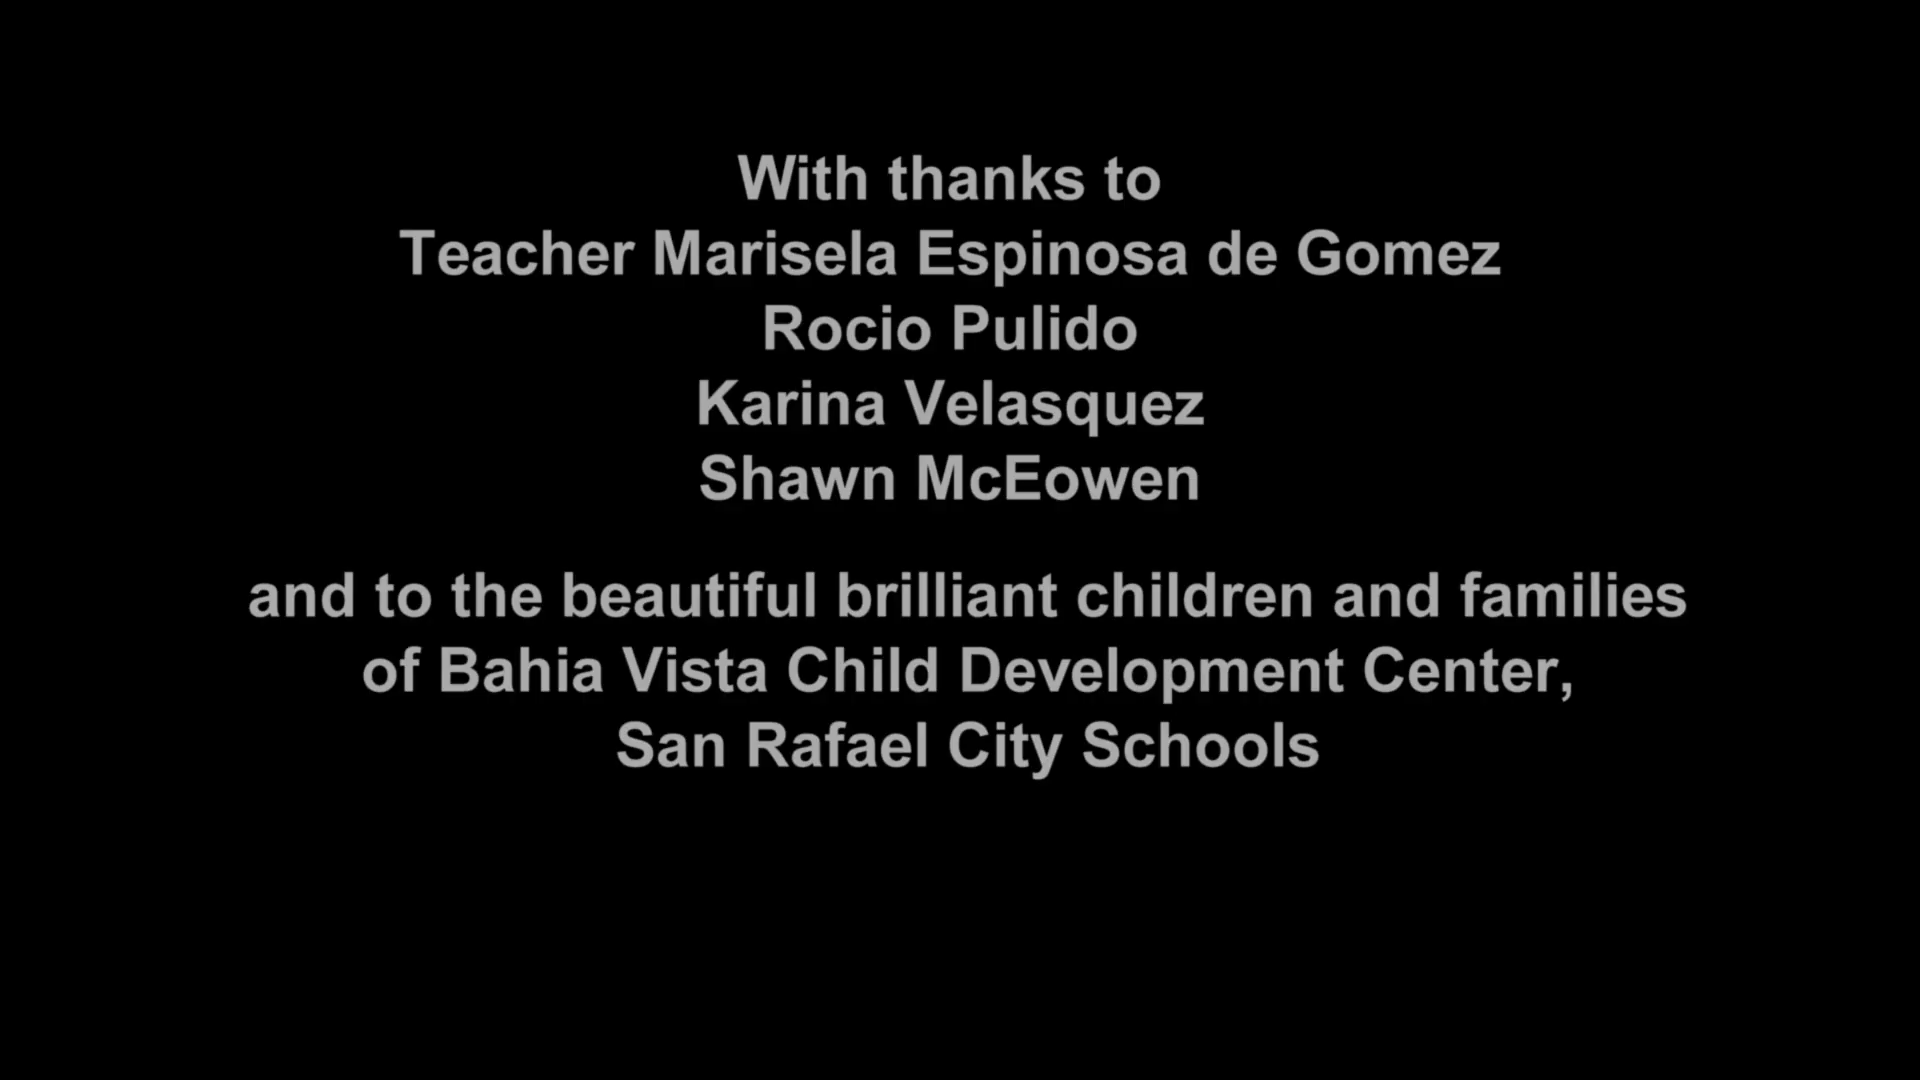 With thanks to
Teacher Marisela Espinosa de Gomez
Rocio Pulido
Karina Velasquez
Shawn McEowen
and to the beautiful brilliant children and families
of Bahia Vista Child Development Center,
San Rafael City Schools